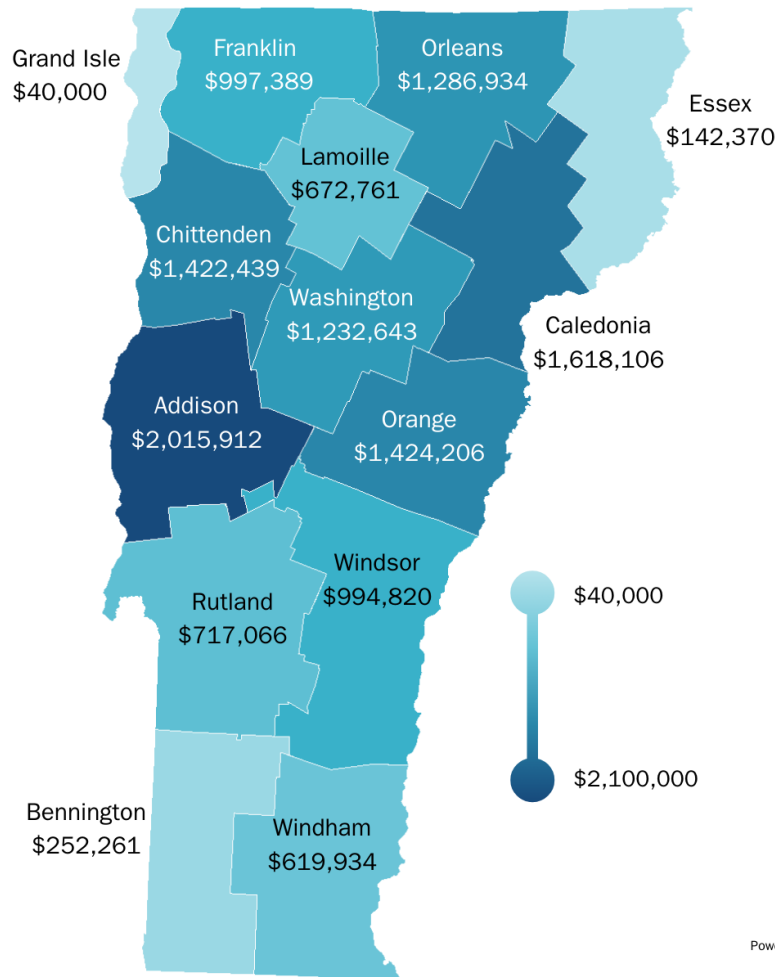 Grand Isle
$40,000
Franklin
$997,389
Orleans
$1,286,934
Essex
$142,370
Lamoille
$672,761
Chittenden
$1,422,439
Washington
$1,232,643
Caledonia
$1,618,106
Addison
$2,015,912
Orange
$1,424,206
Windsor
$994,820
Rutland
$717,066
$40,000
$2,100,000
Bennington
$252,261
Windham
$619,934